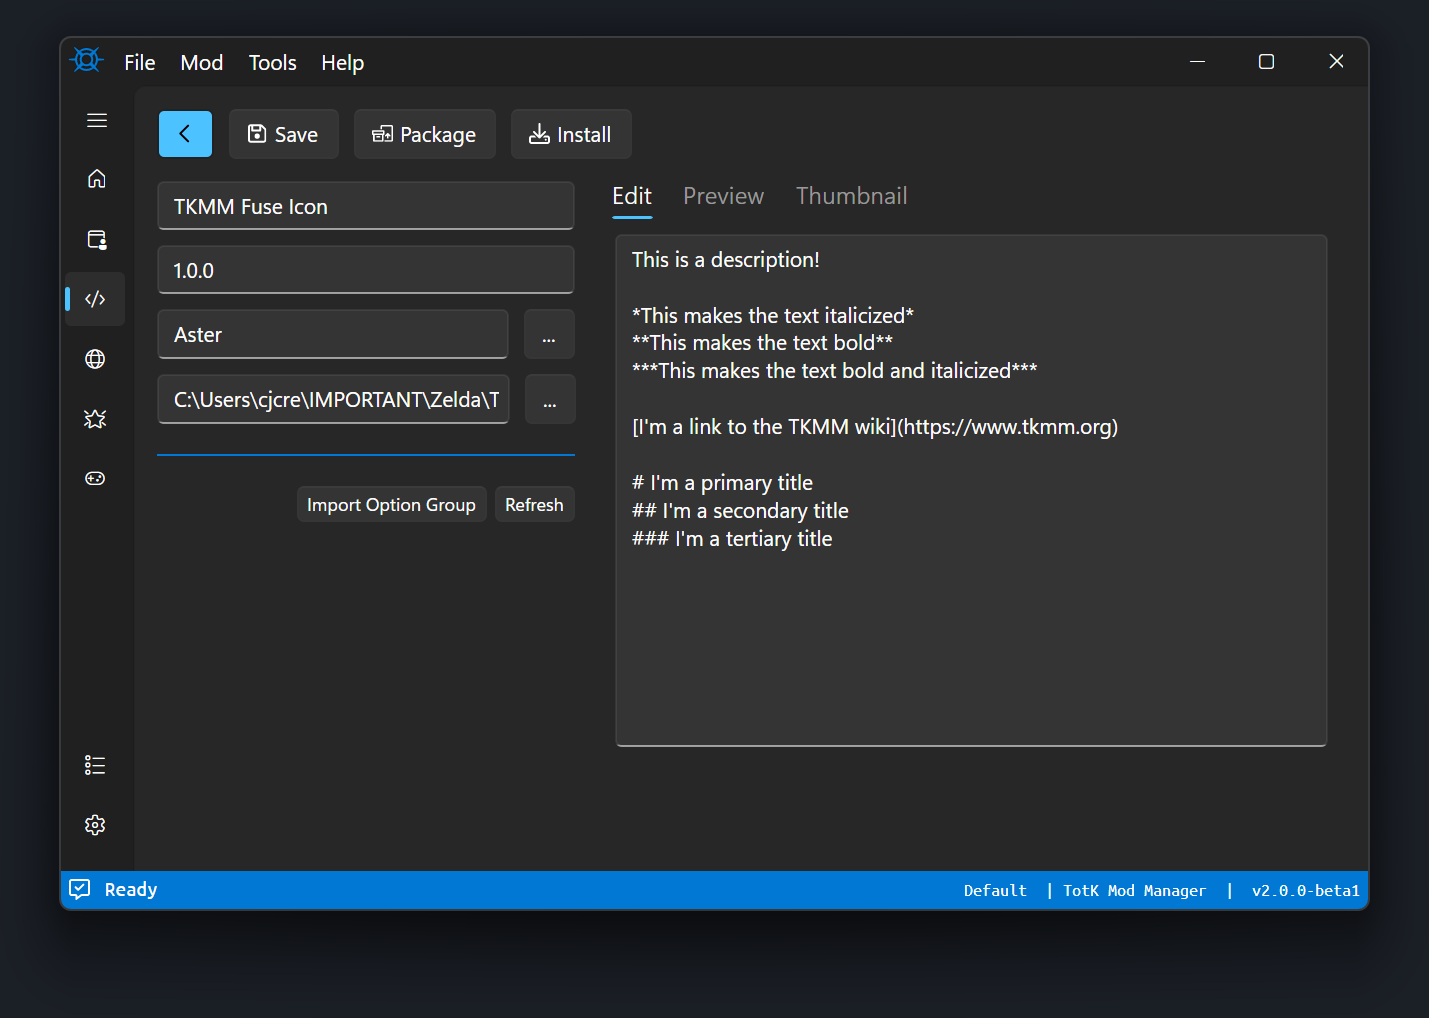 File Mod Tools Help
Save Package Install
TKMM Fuse Icon
1.0.0
Aster ...
C:\Users\cjcre\IMPORTANT\Zelda\T ...
Import Option Group Refresh
Edit Preview Thumbnail
This is a description!
*This makes the text italicized*
**This makes the text bold**
***This makes the text bold and italicized***
[I'm a link to the TKMM wiki](https://www.tkmm.org)
# I'm a primary title
## I'm a secondary title
### I'm a tertiary title
Ready
Default | TotK Mod Manager | v2.0.0-beta1